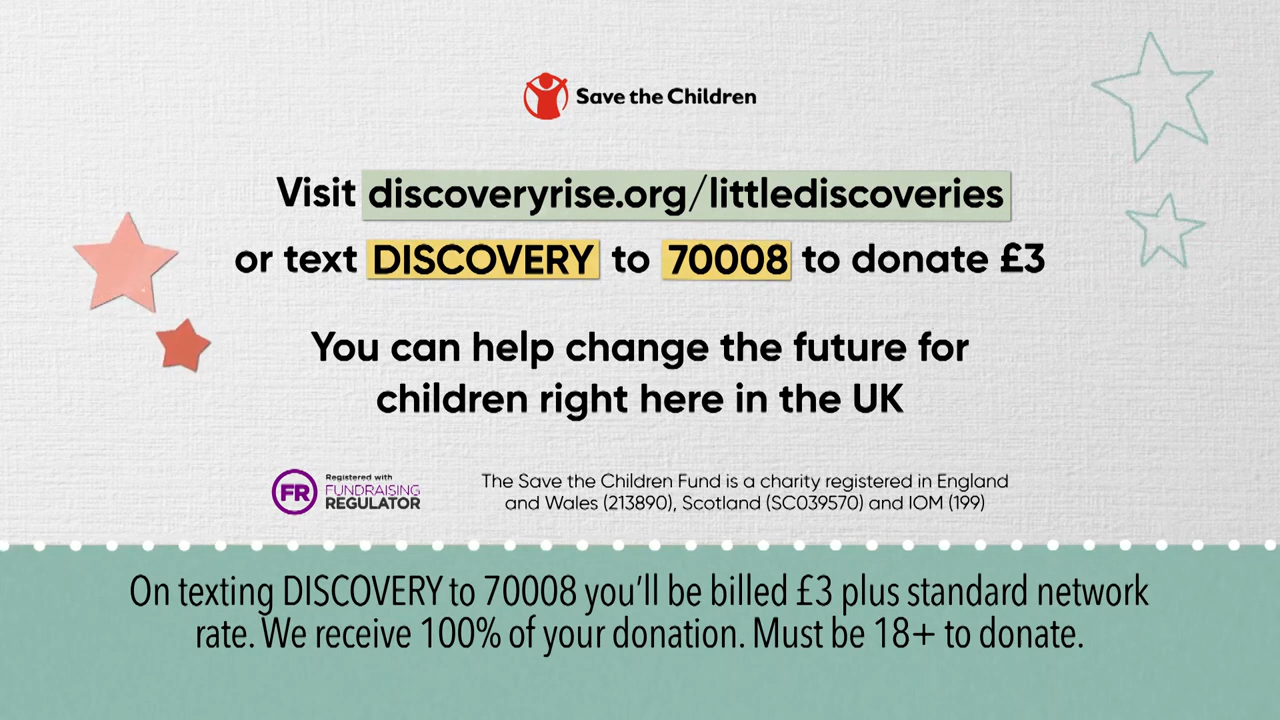 Save the Children
Visit discoveryrise.org/littlediscoveries
or text DISCOVERY to 70008 to donate £3
You can help change the future for
children right here in the UK
FR
Registered with
FUNDRAISING
REGULATOR
The Save the Children Fund is a charity registered in England
and Wales (213890), Scotland (SC039570) and IOM (199)
On texting DISCOVERY to 70008 you’ll be billed £3 plus standard network
rate. We receive 100% of your donation. Must be 18+ to donate.